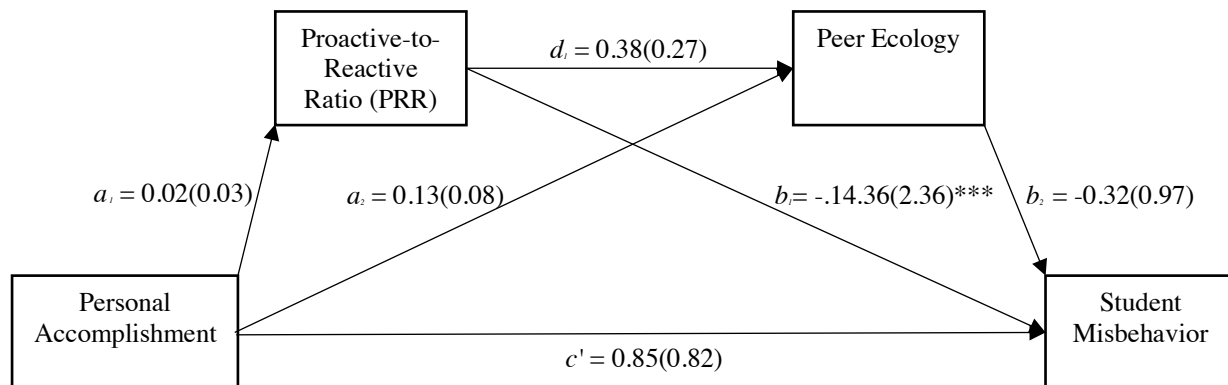 Proactive-to-
Reactive
Ratio (PRR)
Peer Ecology
d₁ = 0.38(0.27)
a₁ = 0.02(0.03)
a₂ = 0.13(0.08)
b₁= -.14.36(2.36)***
b₂ = -0.32(0.97)
Personal
Accomplishment
Student
Misbehavior
c' = 0.85(0.82)